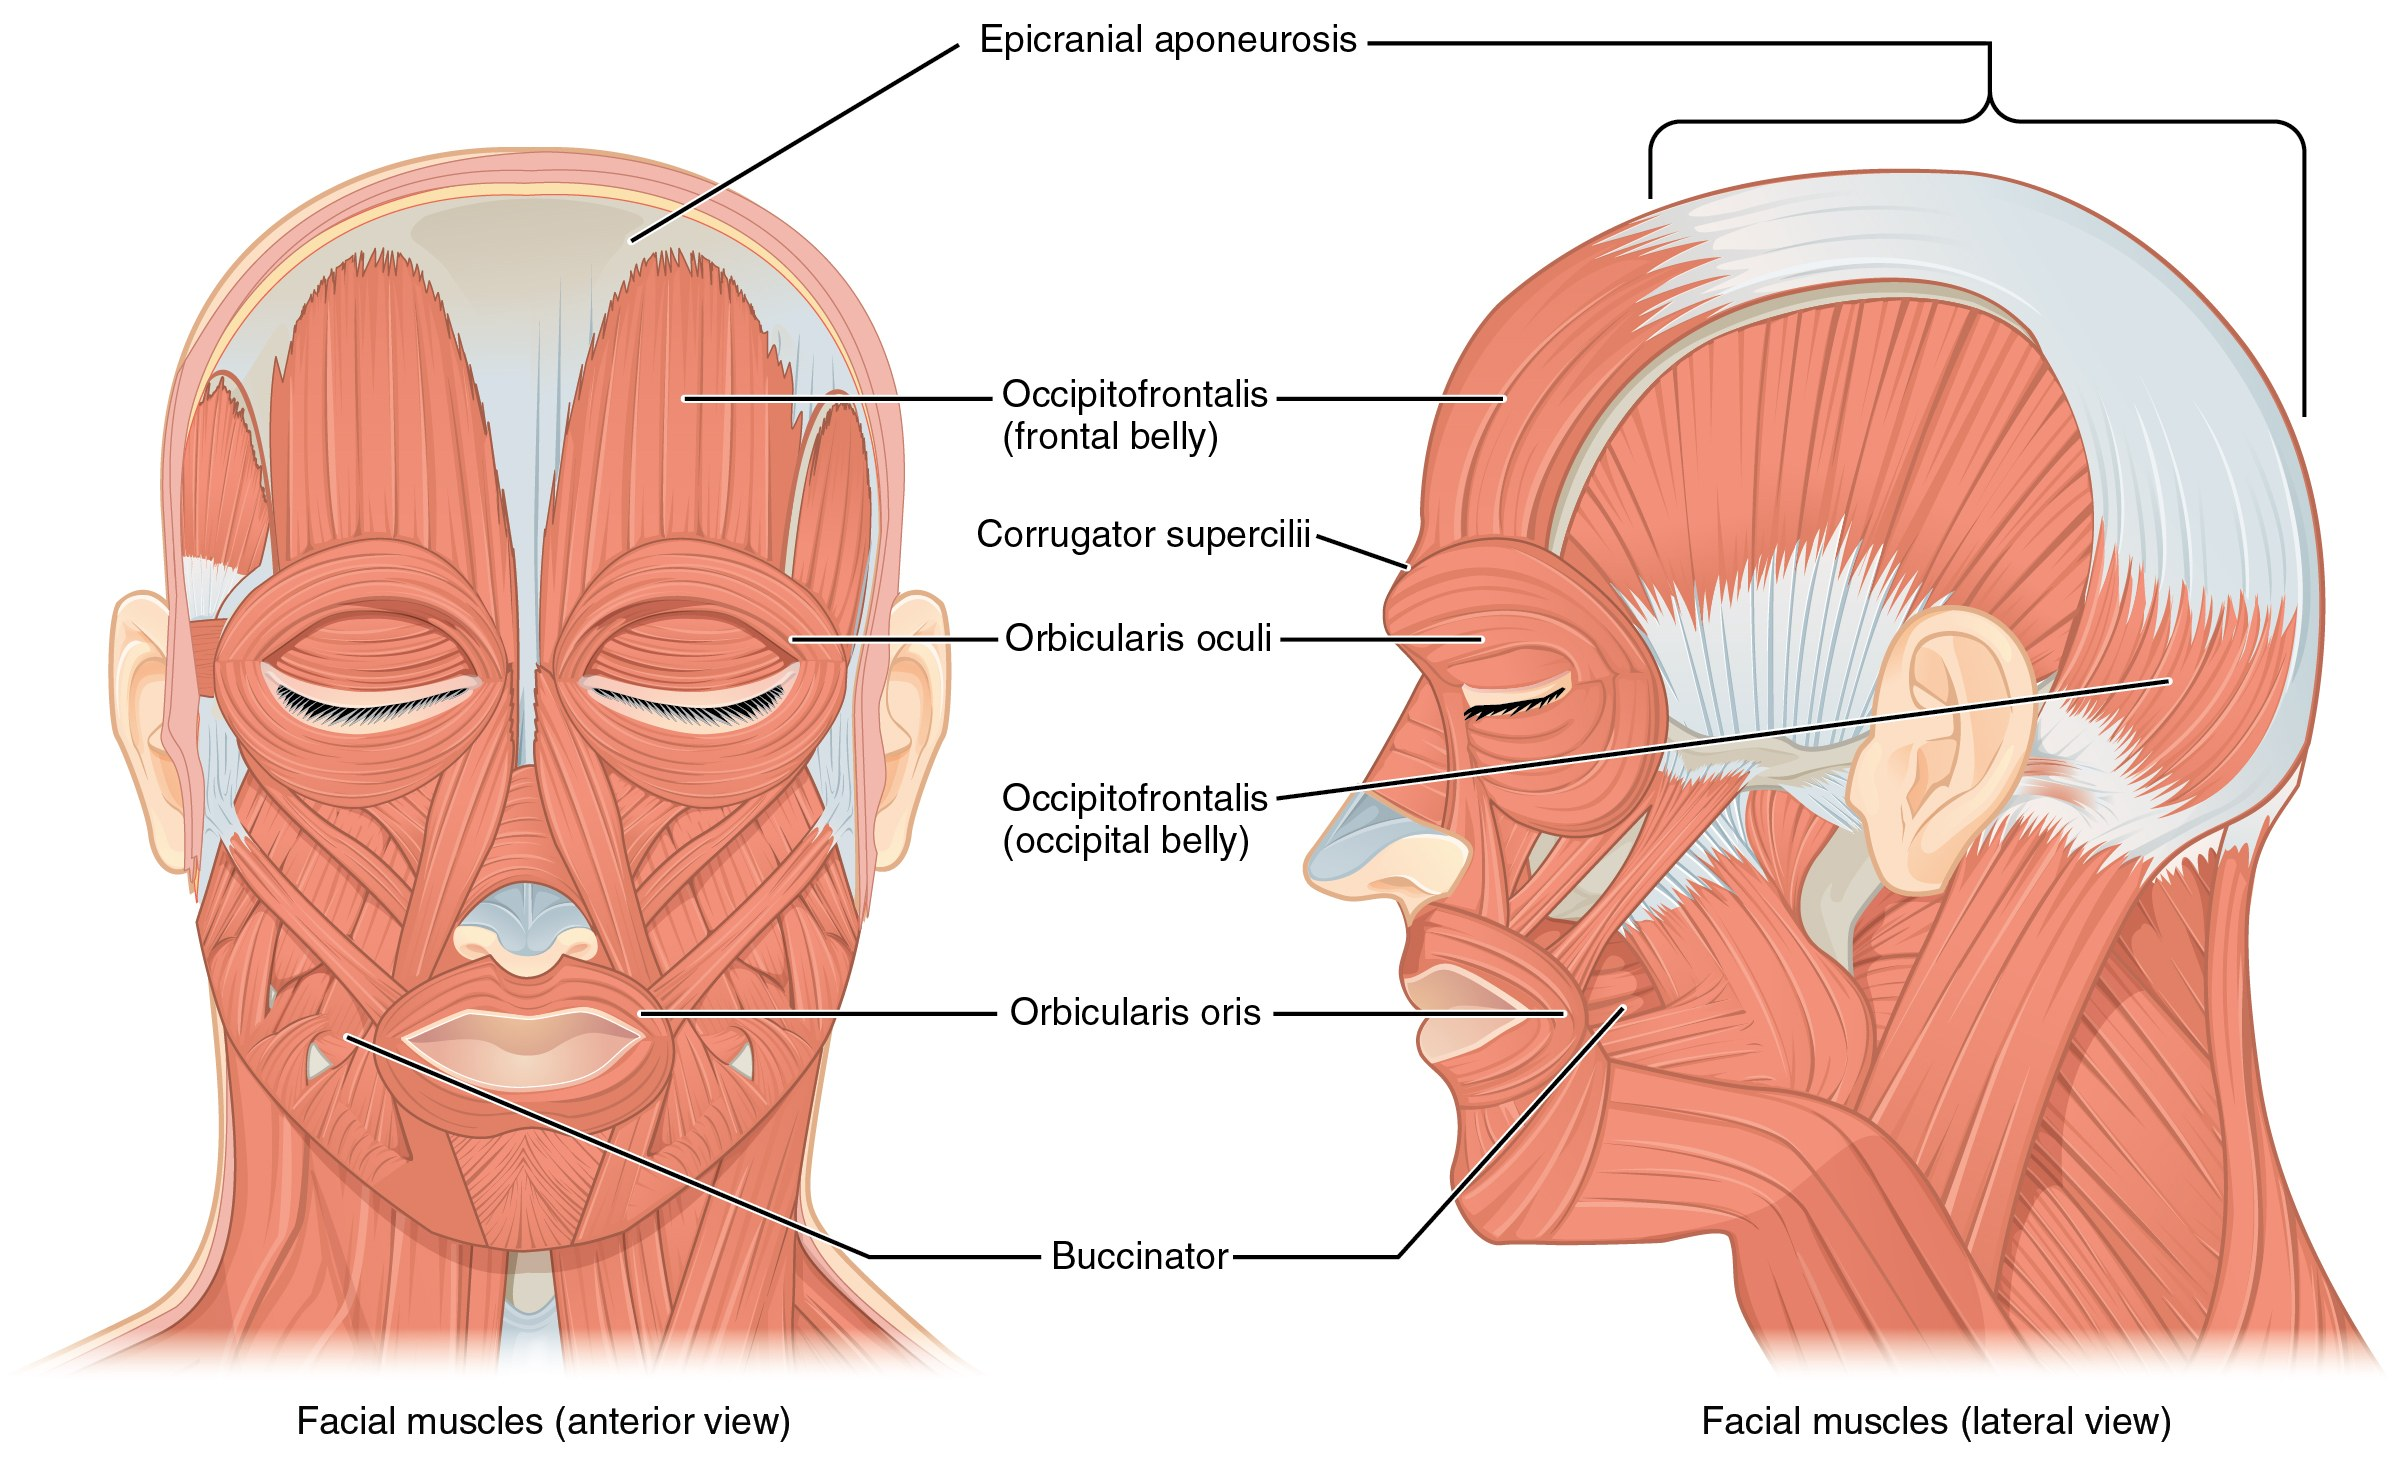 Epicranial aponeurosis
Occipitofrontalis
(frontal belly)
Corrugator supercilii
Orbicularis oculi
Occipitofrontalis
(occipital belly)
Orbicularis oris
Buccinator
Facial muscles (anterior view)
Facial muscles (lateral view)